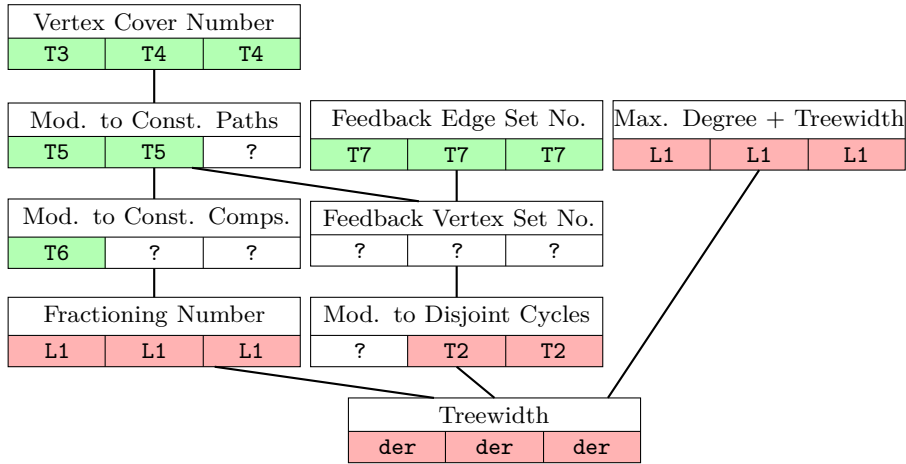 Vertex Cover Number
T3 T4 T4
Mod. to Const. Paths
T5 T5 ?
Feedback Edge Set No.
T7 T7 T7
Max. Degree + Treewidth
L1 L1 L1
Mod. to Const. Comps.
T6 ? ?
Feedback Vertex Set No.
? ? ?
Fractioning Number
L1 L1 L1
Mod. to Disjoint Cycles
? T2 T2
Treewidth
der der der